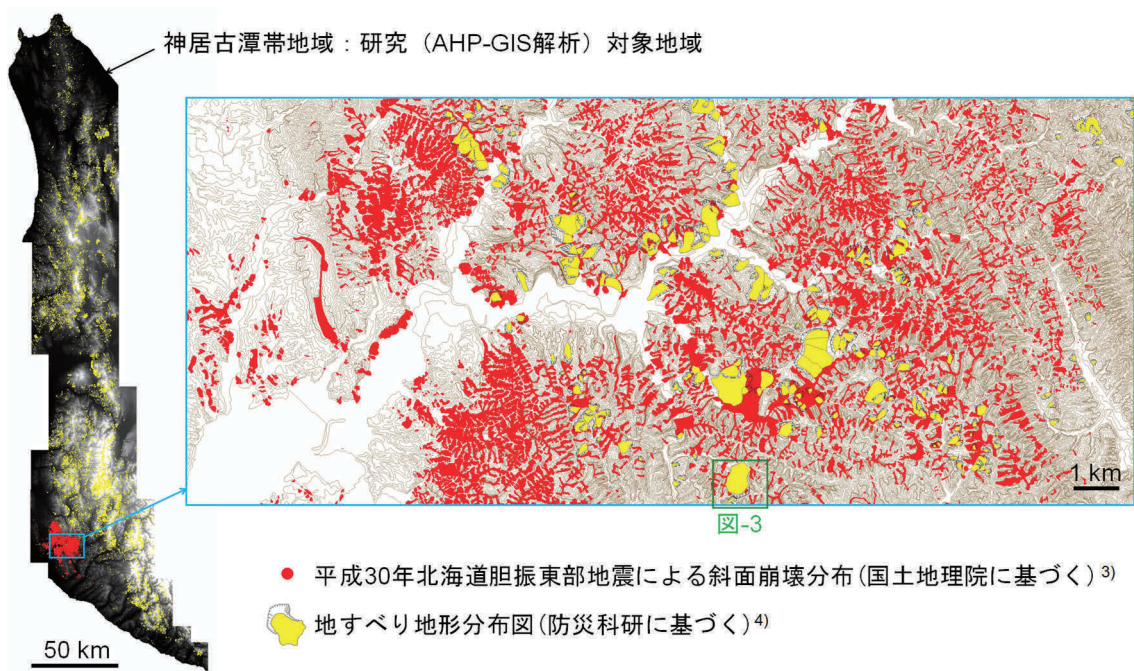 神居古潭帯地域：研究（AHP-GIS解析）対象地域
1 km
図-3
平成30年北海道胆振東部地震による斜面崩壊分布(国土地理院に基づく)3)
地すべり地形分布図(防災科研に基づく)4)
50 km